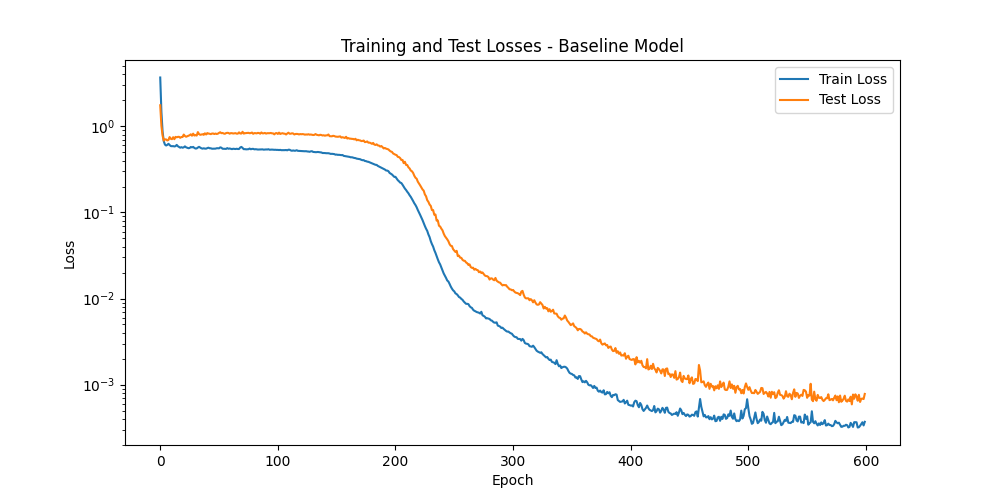 Training and Test Losses - Baseline Model
Train Loss
Test Loss
10⁰
10⁻¹
10⁻²
10⁻³
Loss
0 100 200 300 400 500 600
Epoch